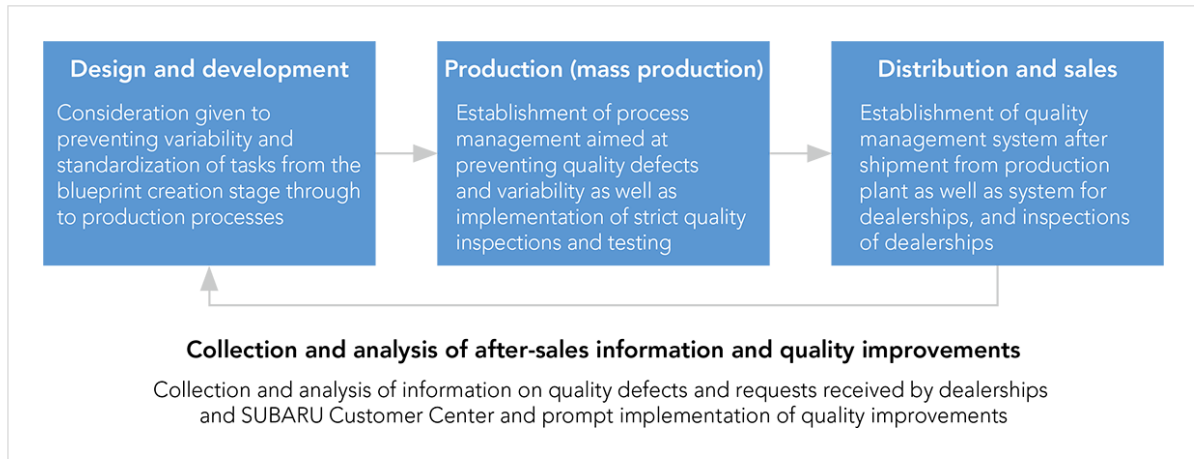 Design and development
Consideration given to
preventing variability and
standardization of tasks from the
blueprint creation stage through
to production processes
Production (mass production)
Establishment of process
management aimed at
preventing quality defects
and variability as well as
implementation of strict quality
inspections and testing
Distribution and sales
Establishment of quality
management system after
shipment from production
plant as well as system for
dealerships, and inspections
of dealerships
Collection and analysis of after-sales information and quality improvements
Collection and analysis of information on quality defects and requests received by dealerships
and SUBARU Customer Center and prompt implementation of quality improvements